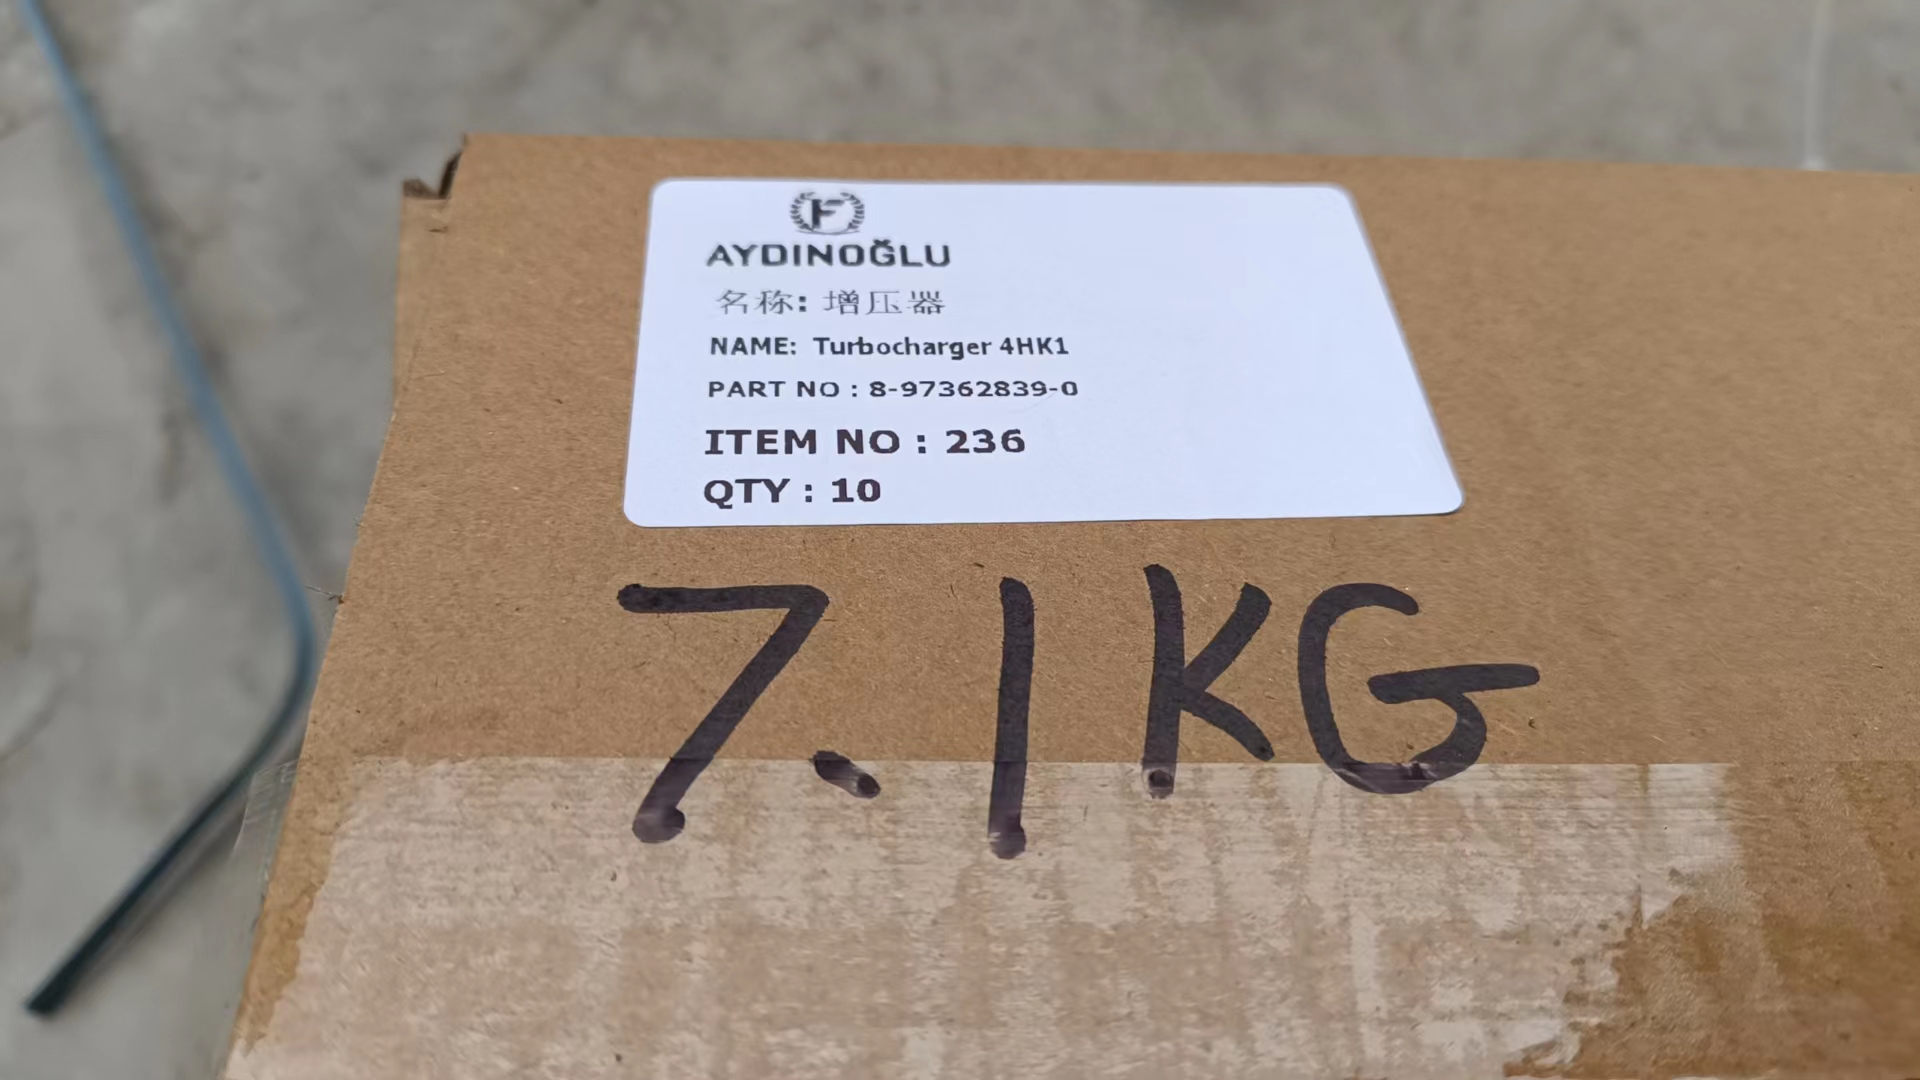 F
AYDINOĞLU
名称: 增压器
NAME: Turbocharger 4HK1
PART NO : 8-97362839-0
ITEM NO : 236
QTY : 10
7.1KG